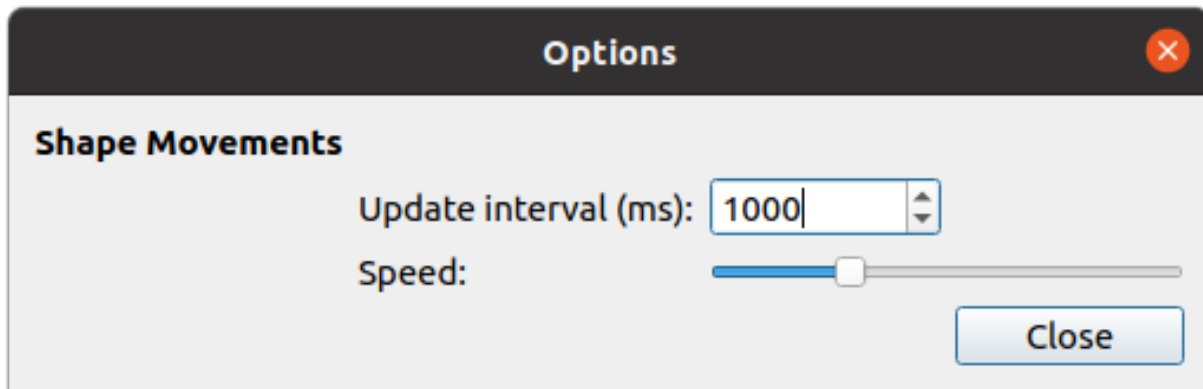 Options
Shape Movements
Update interval (ms): 1000
Speed:
Close